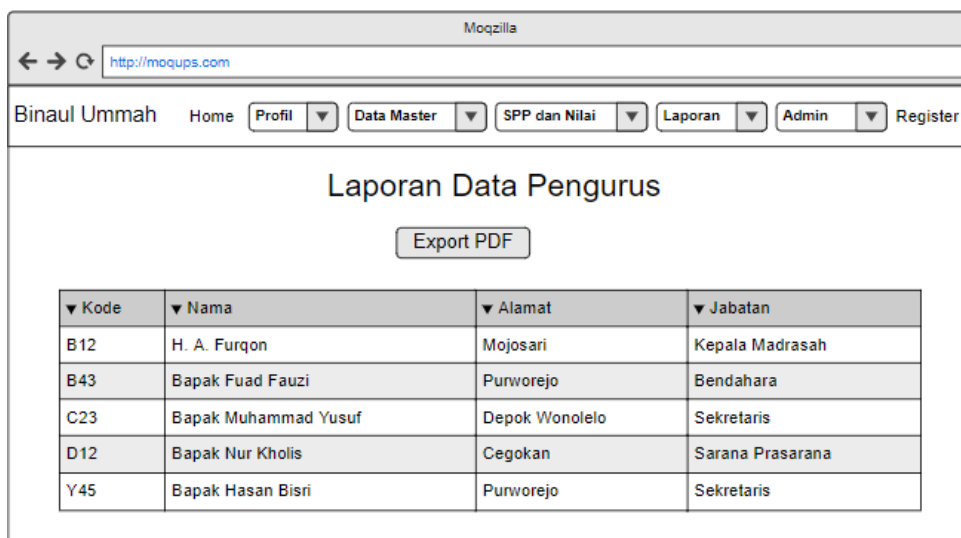 Moqzilla
http://moqups.com
Binaul Ummah Home Profil Data Master SPP dan Nilai Laporan Admin Register
Laporan Data Pengurus
Export PDF
Kode Nama Alamat Jabatan
B12 H. A. Furqon Mojosari Kepala Madrasah
B43 Bapak Fuad Fauzi Purworejo Bendahara
C23 Bapak Muhammad Yusuf Depok Wonolelo Sekretaris
D12 Bapak Nur Kholis Cegokan Sarana Prasarana
Y45 Bapak Hasan Bisri Purworejo Sekretaris